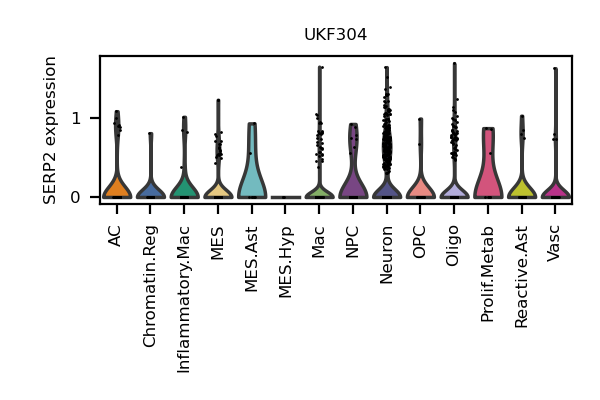 UKF304
SERP2 expression
1
0
AC
Chromatin.Reg
Inflammatory.Mac
MES
MES.Ast
MES.Hyp
Mac
NPC
Neuron
OPC
Oligo
Prolif.Metab
Reactive.Ast
Vasc